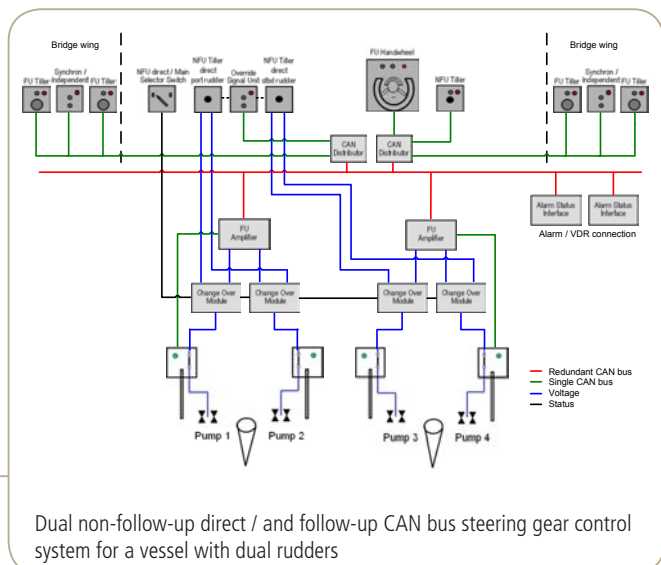 Bridge wing
Bridge wing
FU Tiller
Synchron /
Independent
FU Tiller
NFU direct / Main
Selector Switch
NFU Tiller
direct
port rudder
Override
Signal Unit
NFU Tiller
direct
stbd rudder
FU Handwheel
NFU Tiller
FU Tiller
Synchron /
Independent
FU Tiller
CAN
Distributor
CAN
Distributor
Alarm Status
Interface
Alarm Status
Interface
Alarm / VDR connection
FU
Amplifier
FU
Amplifier
Change Over
Module
Change Over
Module
Change Over
Module
Change Over
Module
Redundant CAN bus
Single CAN bus
Voltage
Status
Pump 1
Pump 2
Pump 3
Pump 4
Dual non-follow-up direct / and follow-up CAN bus steering gear control
system for a vessel with dual rudders